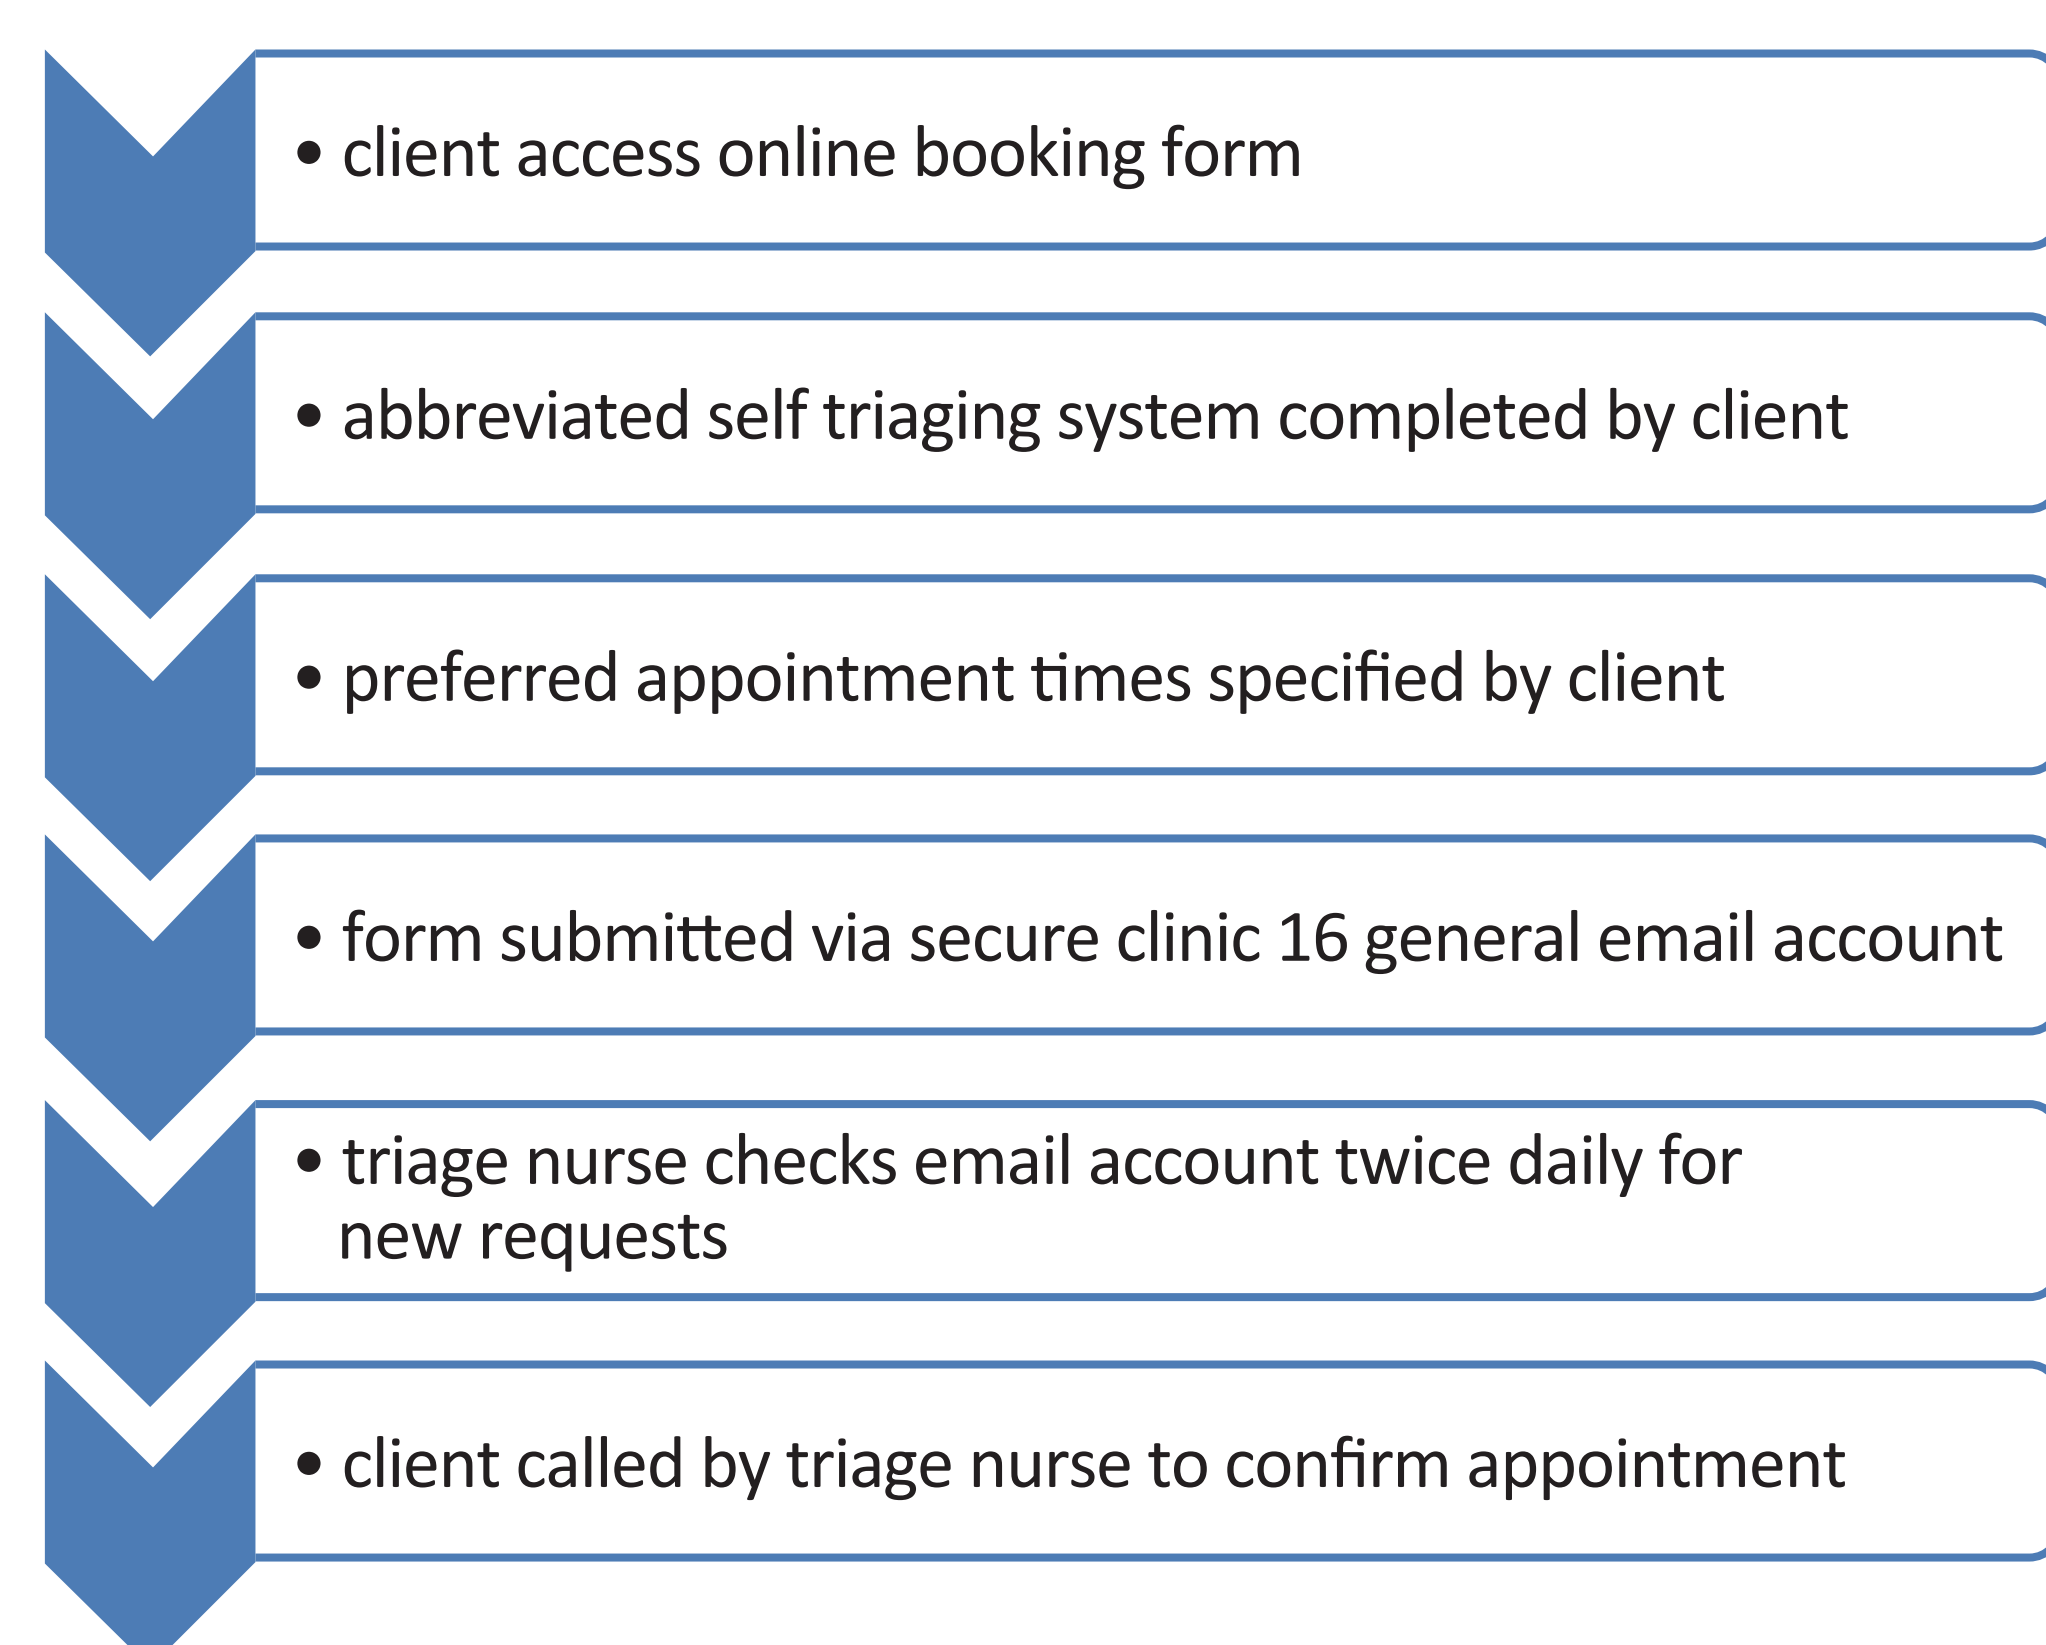 • client access online booking form
• abbreviated self triaging system completed by client
• preferred appointment times specified by client
• form submitted via secure clinic 16 general email account
• triage nurse checks email account twice daily for
new requests
• client called by triage nurse to confirm appointment